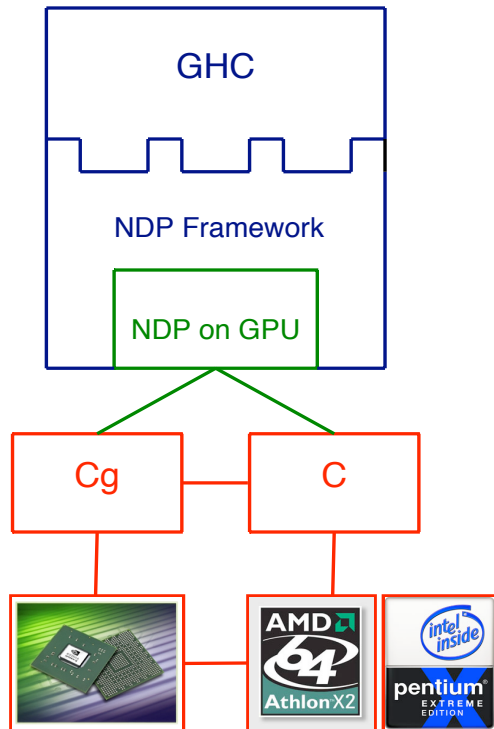 GHC
NDP Framework
NDP on GPU
Cg
C
AMD
64
Athlon X2
intel
inside
pentium®
EXTREME
EDITION